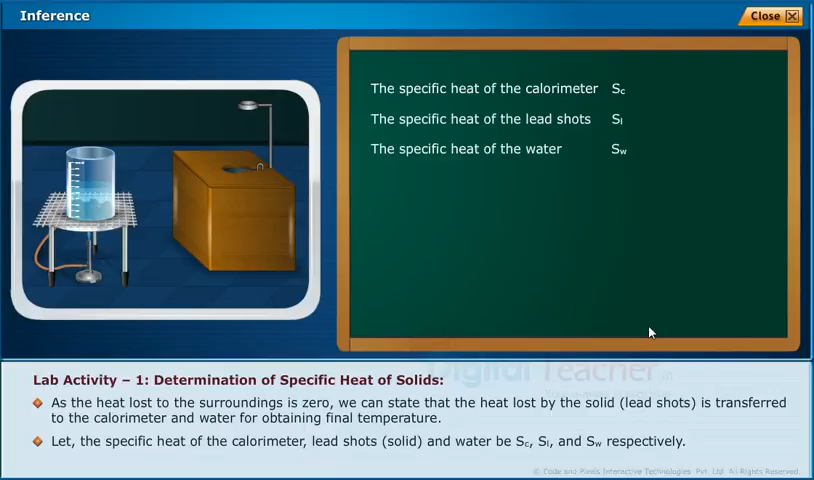 Inference
Close
The specific heat of the calorimeter Sc
The specific heat of the lead shots Sl
The specific heat of the water Sw
Digital Teacher
Lab Activity – 1: Determination of Specific Heat of Solids:
As the heat lost to the surroundings is zero, we can state that the heat lost by the solid (lead shots) is transferred
to the calorimeter and water for obtaining final temperature.
Let, the specific heat of the calorimeter, lead shots (solid) and water be Sc, Sl, and Sw respectively.
© Code and Pixels Interactive Technologies Pvt. Ltd. All Rights Reserved.